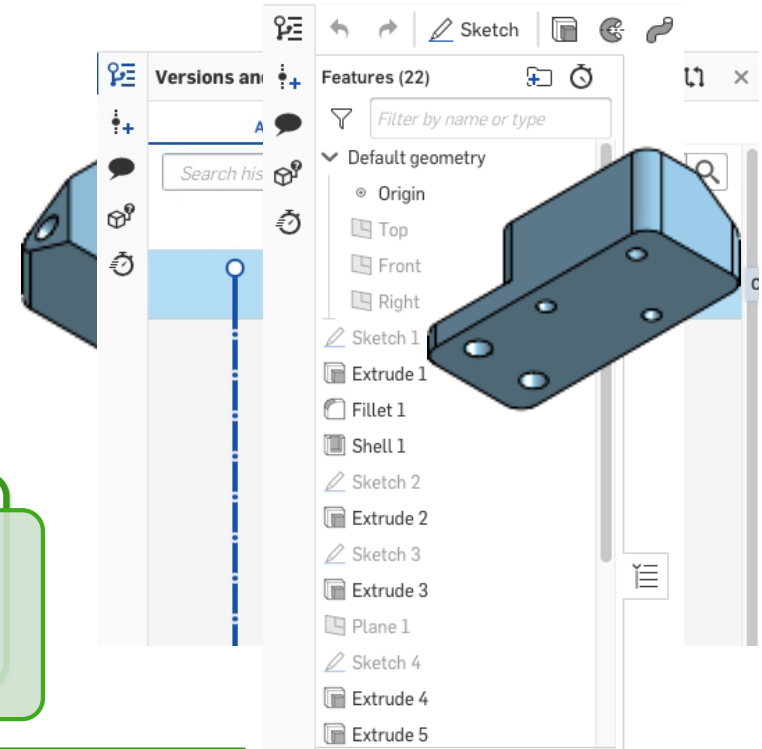 Sketch
Versions an
Features (22)
A
Filter by name or type
Search his
Default geometry
Origin
Top
Front
Right
Sketch 1
Extrude 1
Fillet 1
Shell 1
Sketch 2
Extrude 2
Sketch 3
Extrude 3
Plane 1
Sketch 4
Extrude 4
Extrude 5